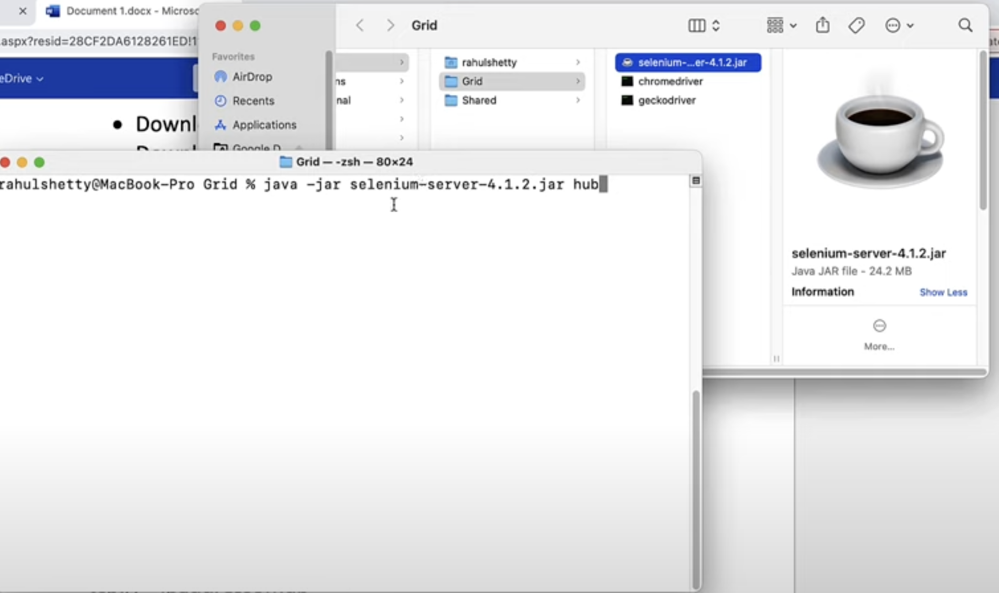 Document 1.docx - Microso
Grid
.aspx?resid=28CF2DA6128261ED!1
Favorites
AirDrop
Recents
Applications
Google D
eDrive
ns
nal
rahulshetty
Grid
Shared
selenium-...er-4.1.2.jar
chromedriver
geckodriver
• Downl
Grid — -zsh — 80×24
rahulshetty@MacBook-Pro Grid % java -jar selenium-server-4.1.2.jar hub
selenium-server-4.1.2.jar
Java JAR file - 24.2 MB
Information
Show Less
More...